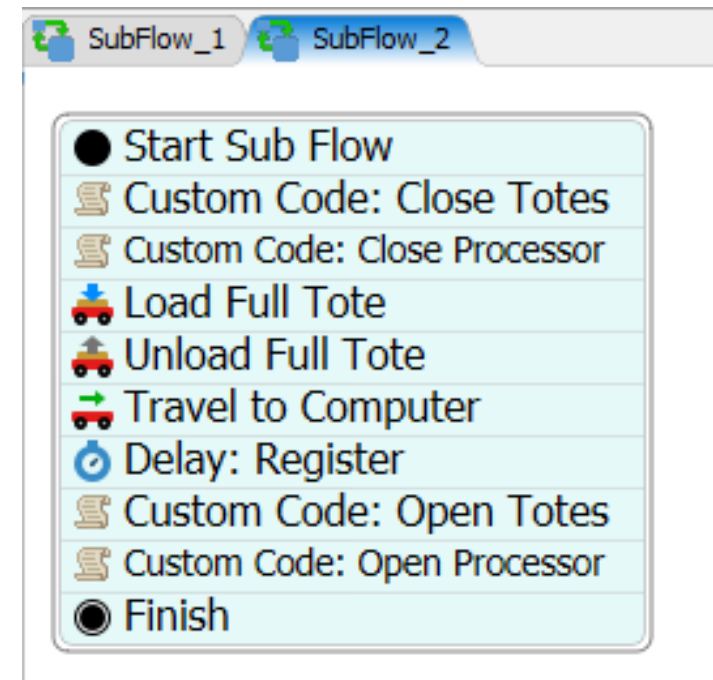 SubFlow_1 SubFlow_2
Start Sub Flow
Custom Code: Close Totes
Custom Code: Close Processor
Load Full Tote
Unload Full Tote
Travel to Computer
Delay: Register
Custom Code: Open Totes
Custom Code: Open Processor
Finish